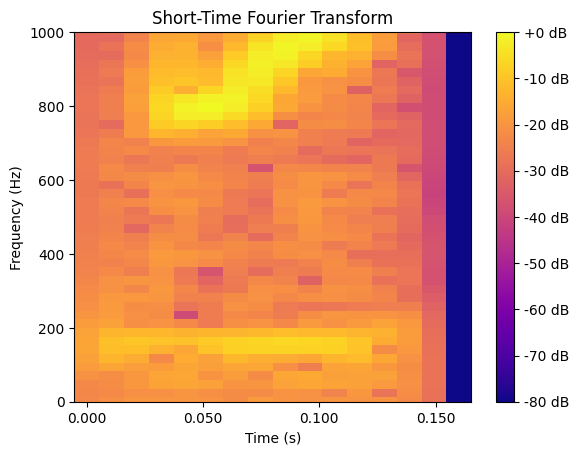 Short-Time Fourier Transform
1000
800
600
400
200
0
Frequency (Hz)
0.000
0.050
0.100
0.150
Time (s)
+0 dB
-10 dB
-20 dB
-30 dB
-40 dB
-50 dB
-60 dB
-70 dB
-80 dB